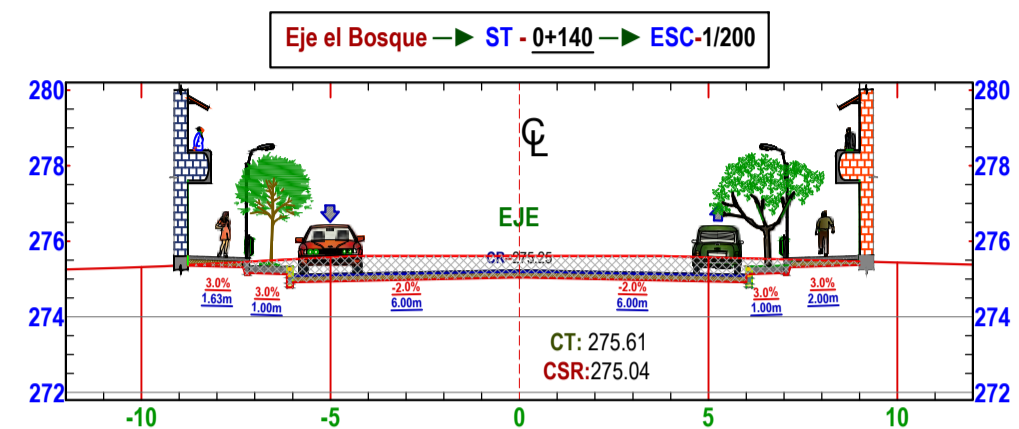 Eje el Bosque ST - 0+140 ESC-1/200
280 280
CL
278 278
EJE
276 276
CR=275.25
3.0% 3.0% -2.0% -2.0% 3.0% 3.0%
1.63m 1.00m 6.00m 6.00m 1.00m 2.00m
274 274
CT: 275.61
CSR:275.04
272 272
-10 -5 0 5 10